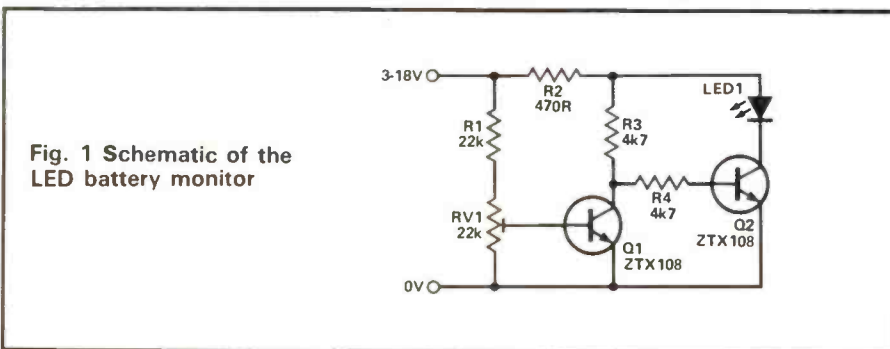 Fig. 1 Schematic of the
LED battery monitor
3-18V
R2
470R
LED1
R1
22k
R3
4k7
R4
4k7
RV1
22k
Q1
ZTX108
Q2
ZTX108
0V